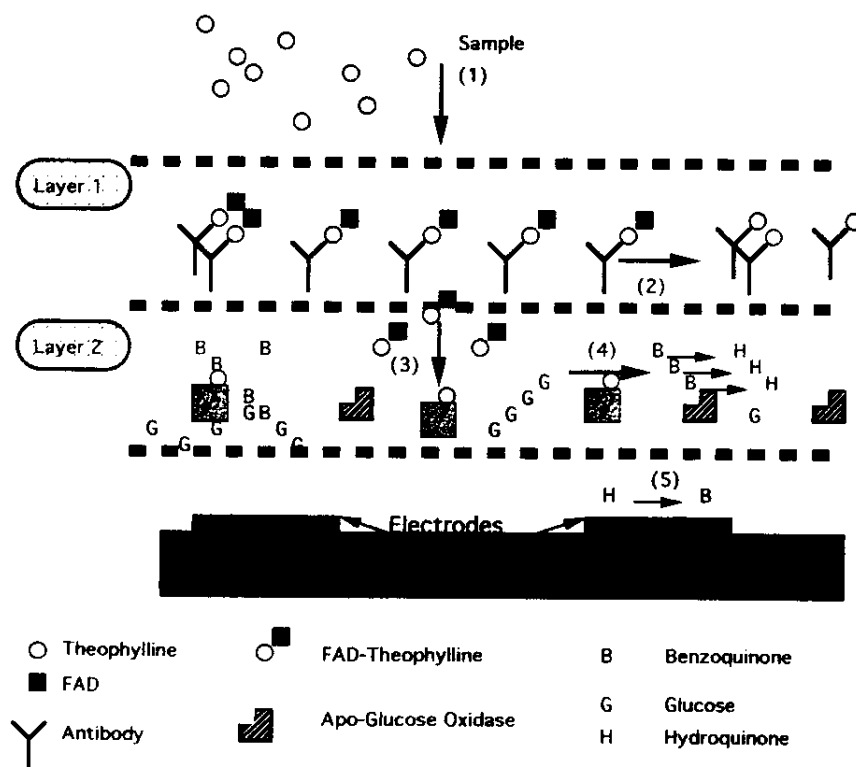 Sample
(1)
Layer 1
(2)
Layer 2
B B
B
(3)
(4)
B H
B H
B H
G
B
G B
G
G
G
G
G
G
G
G
G
(5)
H B
Electrodes
Theophylline
FAD-Theophylline
B Benzoquinone
FAD
Antibody
Apo-Glucose Oxidase
G Glucose
H Hydroquinone